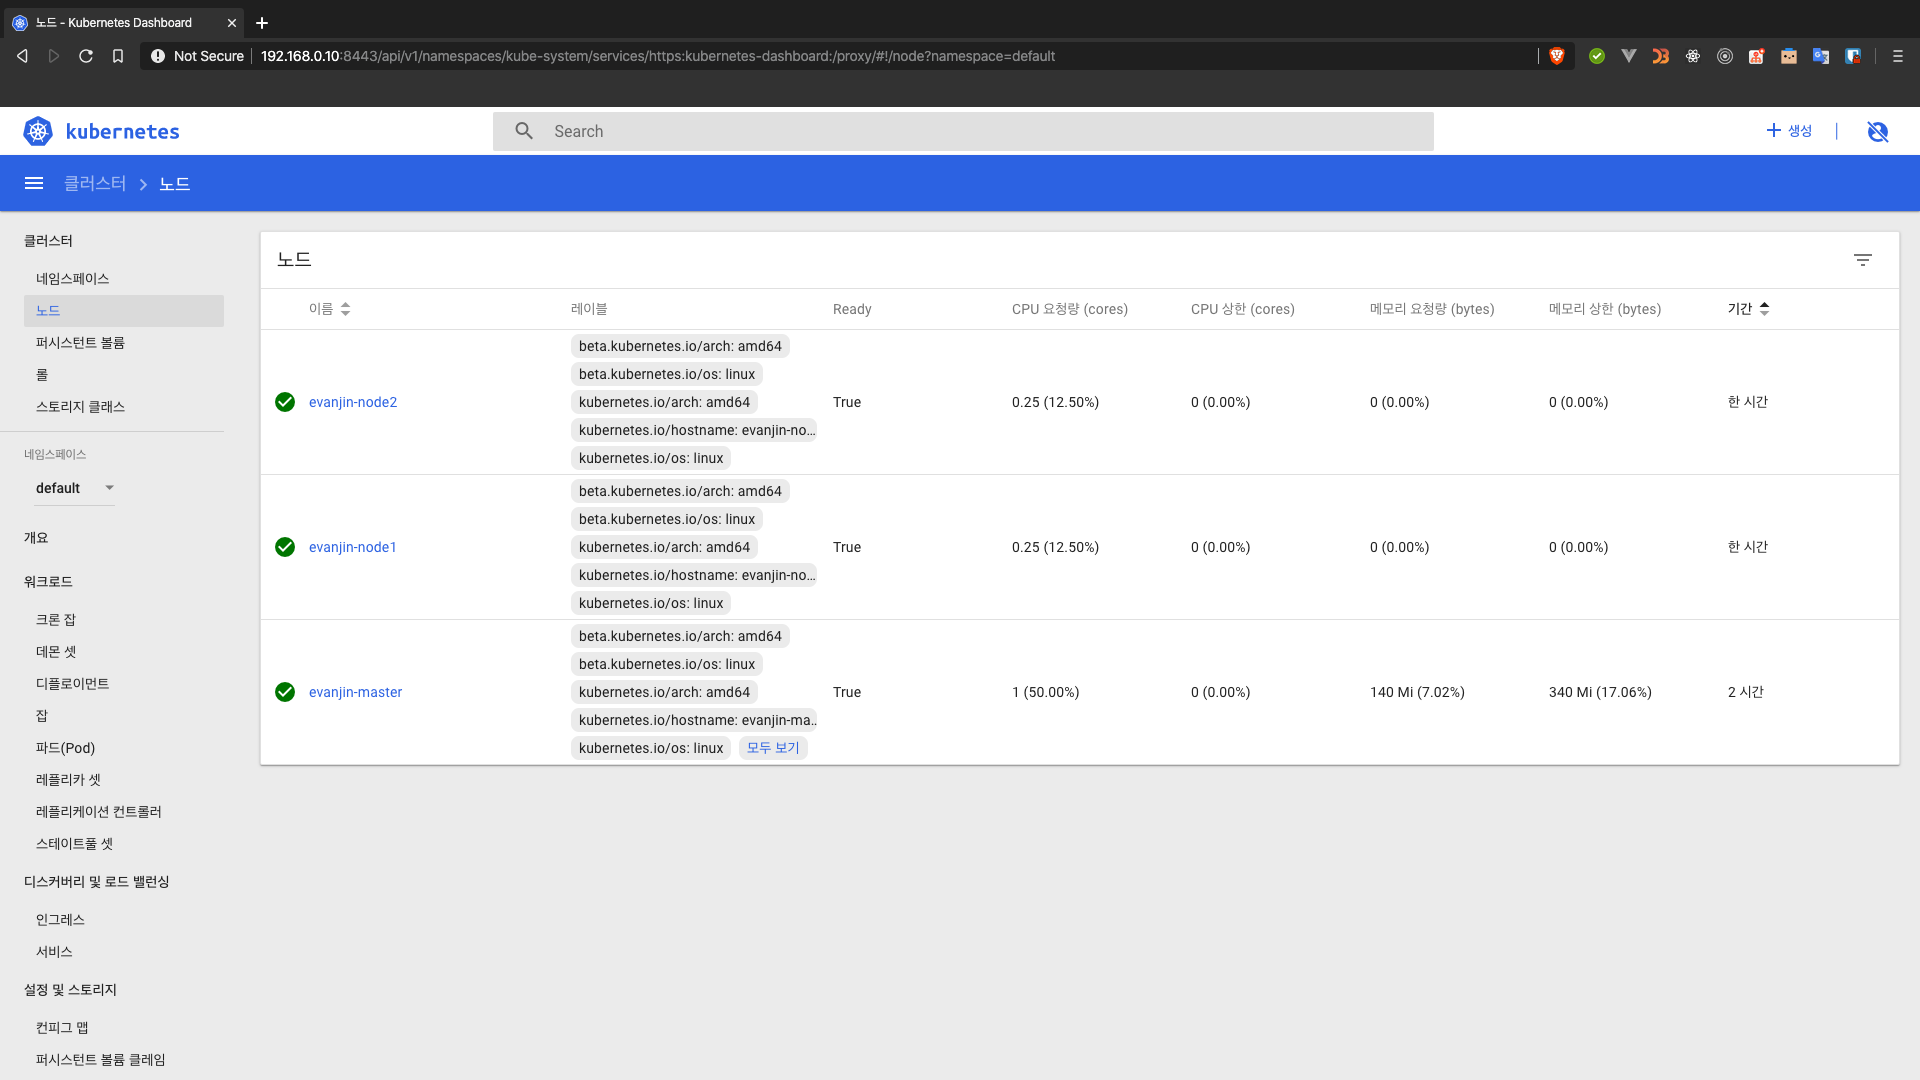 노드 - Kubernetes Dashboard
Not Secure 192.168.0.10:8443/api/v1/namespaces/kube-system/services/https:kubernetes-dashboard:/proxy/#!/node?namespace=default
kubernetes
Search
생성
클러스터 노드
클러스터
네임스페이스
노드
퍼시스턴트 볼륨
롤
스토리지 클래스
네임스페이스
default
개요
워크로드
크론 잡
데몬 셋
디플로이먼트
잡
파드(Pod)
레플리카 셋
레플리케이션 컨트롤러
스테이트풀 셋
디스커버리 및 로드 밸런싱
인그레스
서비스
설정 및 스토리지
컨피그 맵
퍼시스턴트 볼륨 클레임
노드
이름 레이블 Ready CPU 요청량 (cores) CPU 상한 (cores) 메모리 요청량 (bytes) 메모리 상한 (bytes) 기간
beta.kubernetes.io/arch: amd64
beta.kubernetes.io/os: linux
evanjin-node2 kubernetes.io/arch: amd64 True 0.25 (12.50%) 0 (0.00%) 0 (0.00%) 0 (0.00%) 한 시간
kubernetes.io/hostname: evanjin-no...
kubernetes.io/os: linux
beta.kubernetes.io/arch: amd64
beta.kubernetes.io/os: linux
evanjin-node1 kubernetes.io/arch: amd64 True 0.25 (12.50%) 0 (0.00%) 0 (0.00%) 0 (0.00%) 한 시간
kubernetes.io/hostname: evanjin-no...
kubernetes.io/os: linux
beta.kubernetes.io/arch: amd64
beta.kubernetes.io/os: linux
evanjin-master kubernetes.io/arch: amd64 True 1 (50.00%) 0 (0.00%) 140 Mi (7.02%) 340 Mi (17.06%) 2 시간
kubernetes.io/hostname: evanjin-ma..
kubernetes.io/os: linux 모두 보기